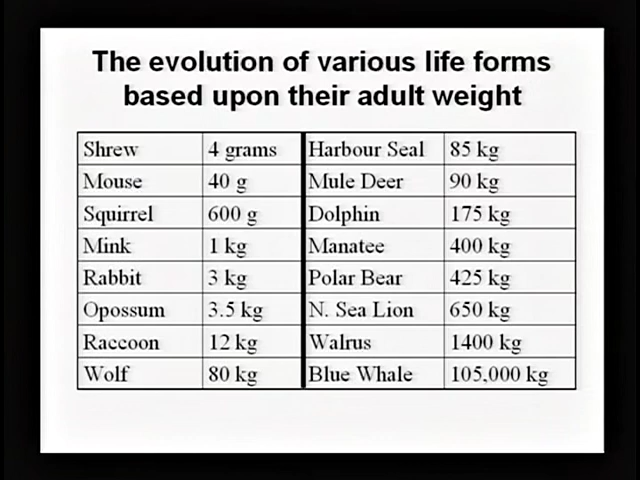 The evolution of various life forms
based upon their adult weight
Shrew 4 grams Harbour Seal 85 kg
Mouse 40 g Mule Deer 90 kg
Squirrel 600 g Dolphin 175 kg
Mink 1 kg Manatee 400 kg
Rabbit 3 kg Polar Bear 425 kg
Opossum 3.5 kg N. Sea Lion 650 kg
Raccoon 12 kg Walrus 1400 kg
Wolf 80 kg Blue Whale 105,000 kg